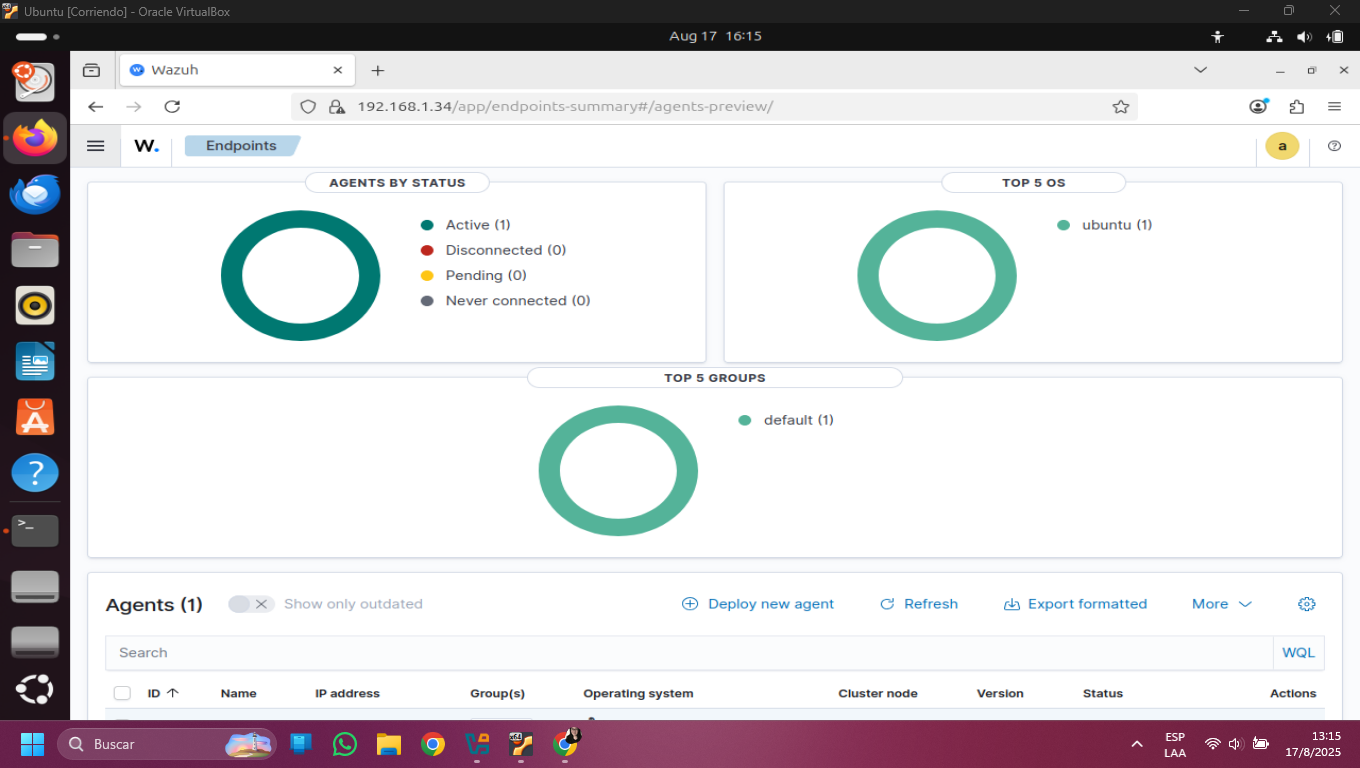 Ubuntu [Corriendo] - Oracle VirtualBox
Aug 17 16:15
Wazuh
192.168.1.34/app/endpoints-summary#/agents-preview/
W. Endpoints a
AGENTS BY STATUS
Active (1)
Disconnected (0)
Pending (0)
Never connected (0)
TOP 5 OS
ubuntu (1)
TOP 5 GROUPS
default (1)
Agents (1) Show only outdated Deploy new agent Refresh Export formatted More
Search WQL
ID Name IP address Group(s) Operating system Cluster node Version Status Actions
Buscar
ESP
LAA
13:15
17/8/2025